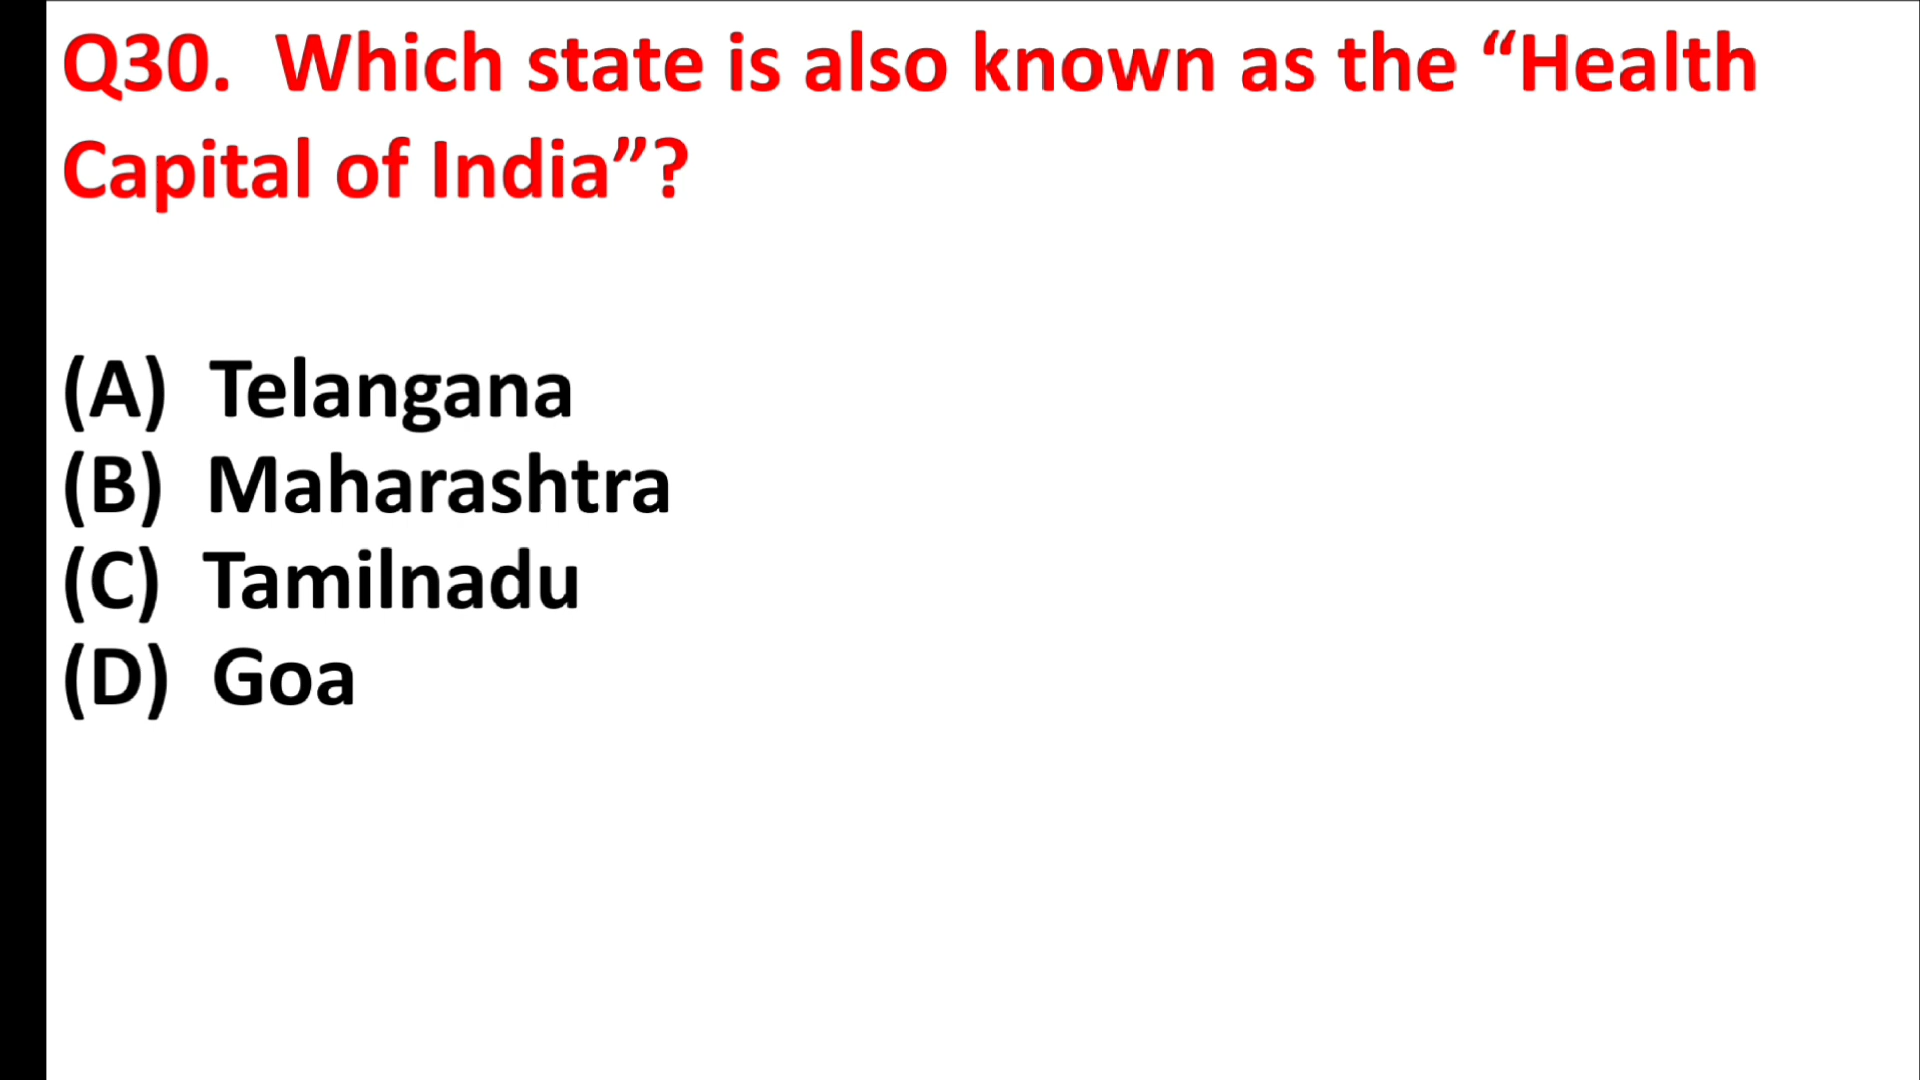 Q30. Which state is also known as the “Health
Capital of India”?
(A) Telangana
(B) Maharashtra
(C) Tamilnadu
(D) Goa